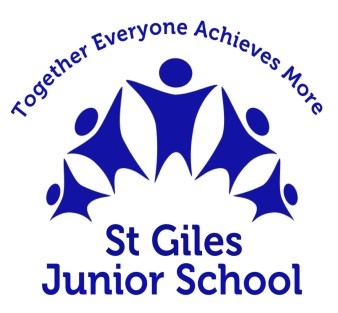 Together Everyone Achieves More
St Giles
Junior School